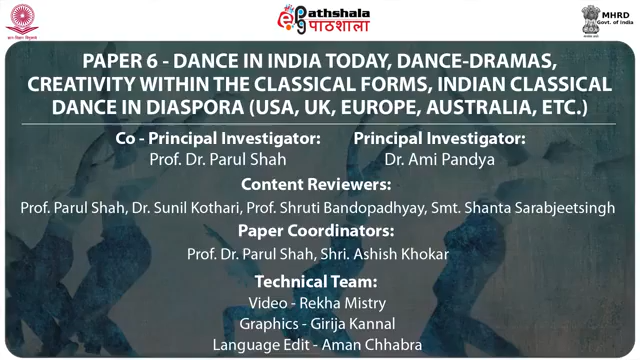 ePathshala
पाठशाला
MHRD
Govt. of India
PAPER 6 - DANCE IN INDIA TODAY, DANCE-DRAMAS,
CREATIVITY WITHIN THE CLASSICAL FORMS, INDIAN CLASSICAL
DANCE IN DIASPORA (USA, UK, EUROPE, AUSTRALIA, ETC.)
Co - Principal Investigator:
Prof. Dr. Parul Shah
Principal Investigator:
Dr. Ami Pandya
Content Reviewers:
Prof. Parul Shah, Dr. Sunil Kothari, Prof. Shruti Bandopadhyay, Smt. Shanta Sarabjeetsingh
Paper Coordinators:
Prof. Dr. Parul Shah, Shri. Ashish Khokar
Technical Team:
Video - Rekha Mistry
Graphics - Girija Kannal
Language Edit - Aman Chhabra